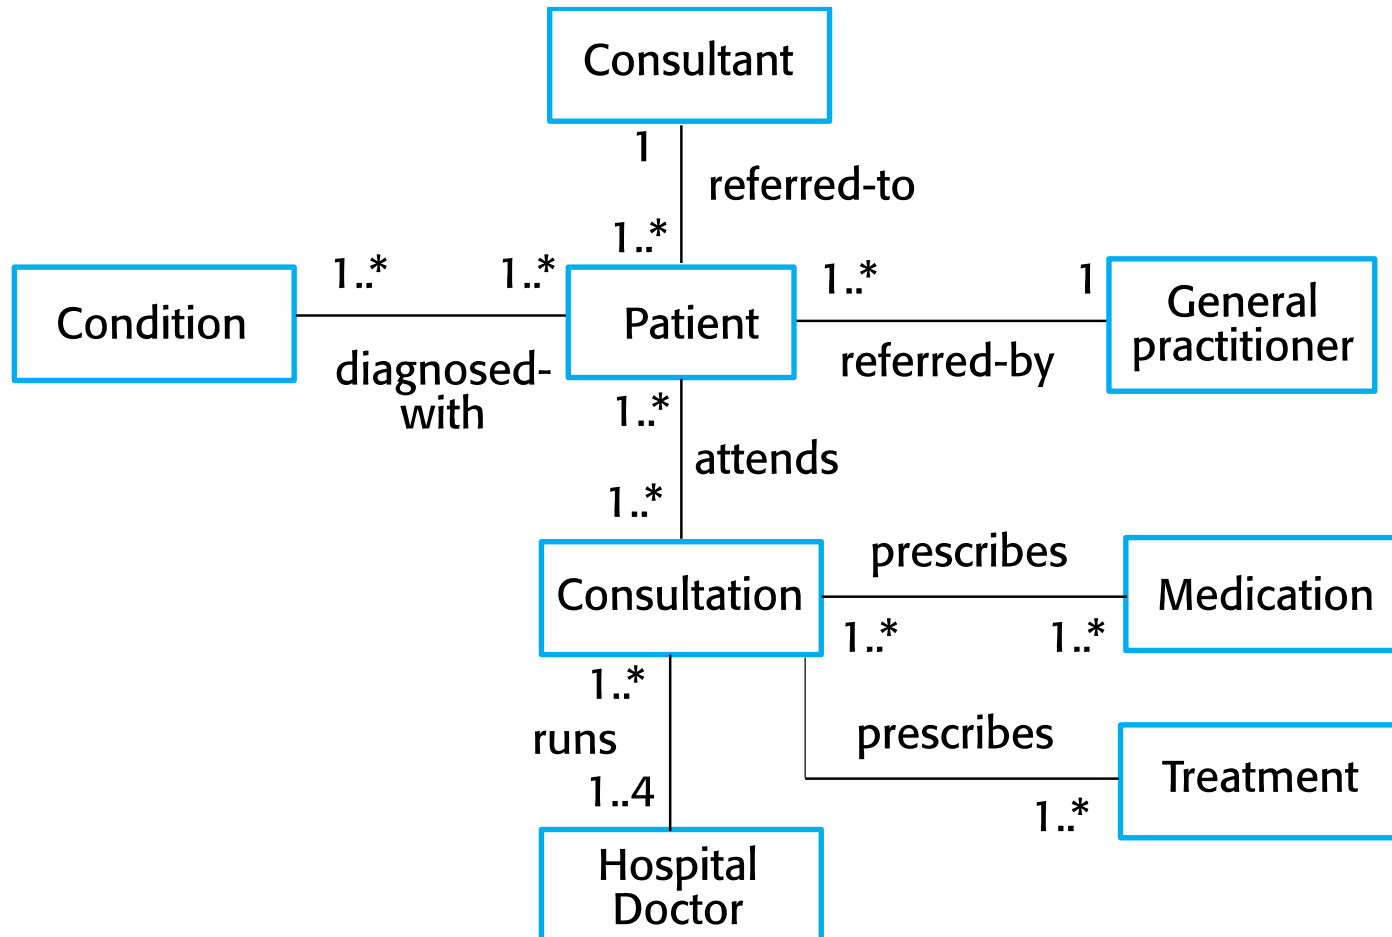 Consultant
1
referred-to
1..*
Condition
1..*
1..*
diagnosed-
with
Patient
1..*
1
referred-by
General
practitioner
1..*
attends
1..*
Consultation
prescribes
1..*
1..*
Medication
1..*
runs
1..4
prescribes
1..*
Treatment
Hospital
Doctor